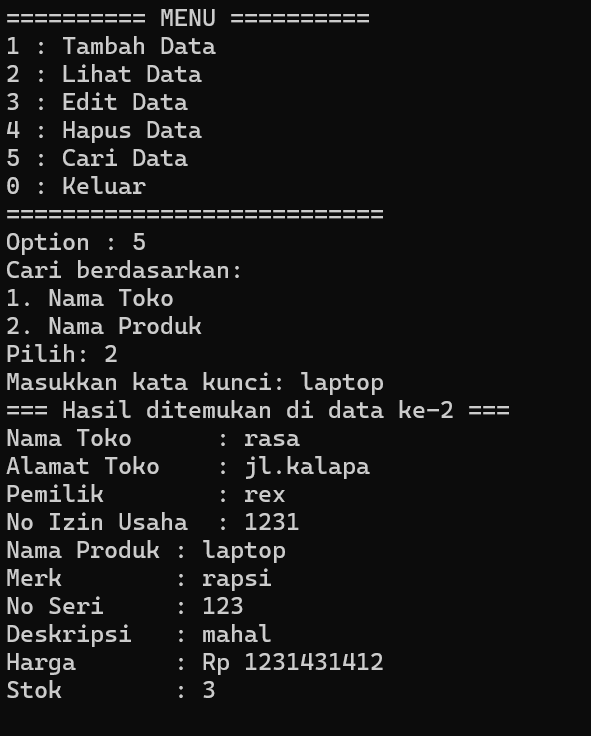 ========== MENU ==========
1 : Tambah Data
2 : Lihat Data
3 : Edit Data
4 : Hapus Data
5 : Cari Data
0 : Keluar
===========================
Option : 5
Cari berdasarkan:
1. Nama Toko
2. Nama Produk
Pilih: 2
Masukkan kata kunci: laptop
=== Hasil ditemukan di data ke-2 ===
Nama Toko      : rasa
Alamat Toko    : jl.kalapa
Pemilik        : rex
No Izin Usaha  : 1231
Nama Produk : laptop
Merk        : rapsi
No Seri     : 123
Deskripsi   : mahal
Harga       : Rp 1231431412
Stok        : 3